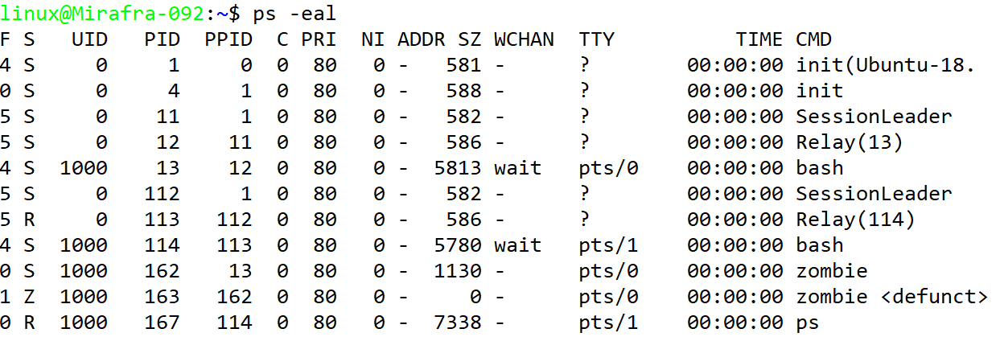 linux@Mirafra-092:~$ ps -eal
F S   UID   PID  PPID  C PRI  NI ADDR SZ WCHAN  TTY          TIME CMD
4 S     0     1     0  0  80   0 -   581 -      ?        00:00:00 init(Ubuntu-18.
0 S     0     4     1  0  80   0 -   588 -      ?        00:00:00 init
5 S     0    11     1  0  80   0 -   582 -      ?        00:00:00 SessionLeader
5 S     0    12    11  0  80   0 -   586 -      ?        00:00:00 Relay(13)
4 S  1000    13    12  0  80   0 -  5813 wait   pts/0    00:00:00 bash
5 S     0   112     1  0  80   0 -   582 -      ?        00:00:00 SessionLeader
5 R     0   113   112  0  80   0 -   586 -      ?        00:00:00 Relay(114)
4 S  1000   114   113  0  80   0 -  5780 wait   pts/1    00:00:00 bash
0 S  1000   162    13  0  80   0 -  1130 -      pts/0    00:00:00 zombie
1 Z  1000   163   162  0  80   0 -     0 -      pts/0    00:00:00 zombie <defunct>
0 R  1000   167   114  0  80   0 -  7338 -      pts/1    00:00:00 ps